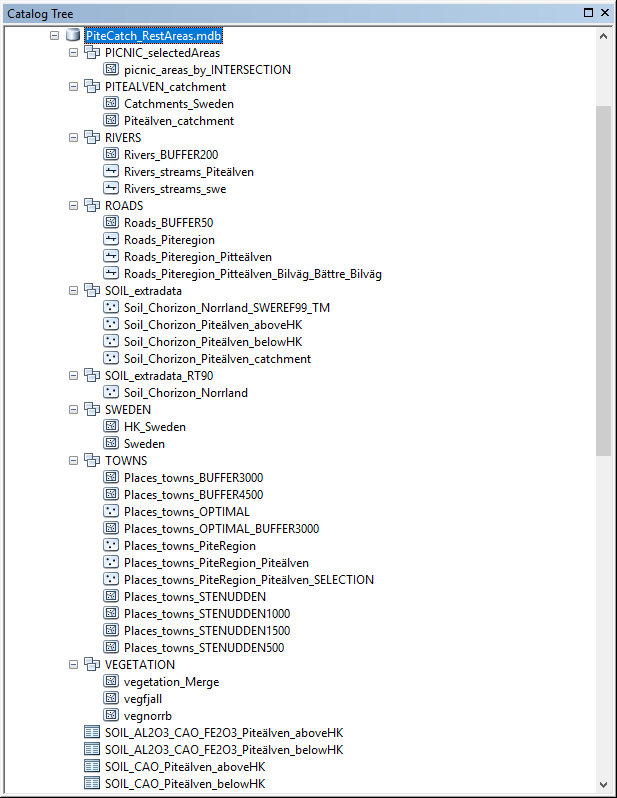 Catalog Tree
PiteCatch_RestAreas.mdb
PICNIC_selectedAreas
picnic_areas_by_INTERSECTION
PITEALVEN_catchment
Catchments_Sweden
Piteälven_catchment
RIVERS
Rivers_BUFFER200
Rivers_streams_Piteälven
Rivers_streams_swe
ROADS
Roads_BUFFER50
Roads_Piteregion
Roads_Piteregion_Pitteälven
Roads_Piteregion_Pitteälven_Bilväg_Bättre_Bilväg
SOIL_extradata
Soil_Chorizon_Norrland_SWEREF99_TM
Soil_Chorizon_Piteälven_aboveHK
Soil_Chorizon_Piteälven_belowHK
Soil_Chorizon_Piteälven_catchment
SOIL_extradata_RT90
Soil_Chorizon_Norrland
SWEDEN
HK_Sweden
Sweden
TOWNS
Places_towns_BUFFER3000
Places_towns_BUFFER4500
Places_towns_OPTIMAL
Places_towns_OPTIMAL_BUFFER3000
Places_towns_PiteRegion
Places_towns_PiteRegion_Piteälven
Places_towns_PiteRegion_Piteälven_SELECTION
Places_towns_STENUDDEN
Places_towns_STENUDDEN1000
Places_towns_STENUDDEN1500
Places_towns_STENUDDEN500
VEGETATION
vegetation_Merge
vegfjall
vegnorrb
SOIL_AL2O3_CAO_FE2O3_Piteälven_aboveHK
SOIL_AL2O3_CAO_FE2O3_Piteälven_belowHK
SOIL_CAO_Piteälven_aboveHK
SOIL_CAO_Piteälven_belowHK